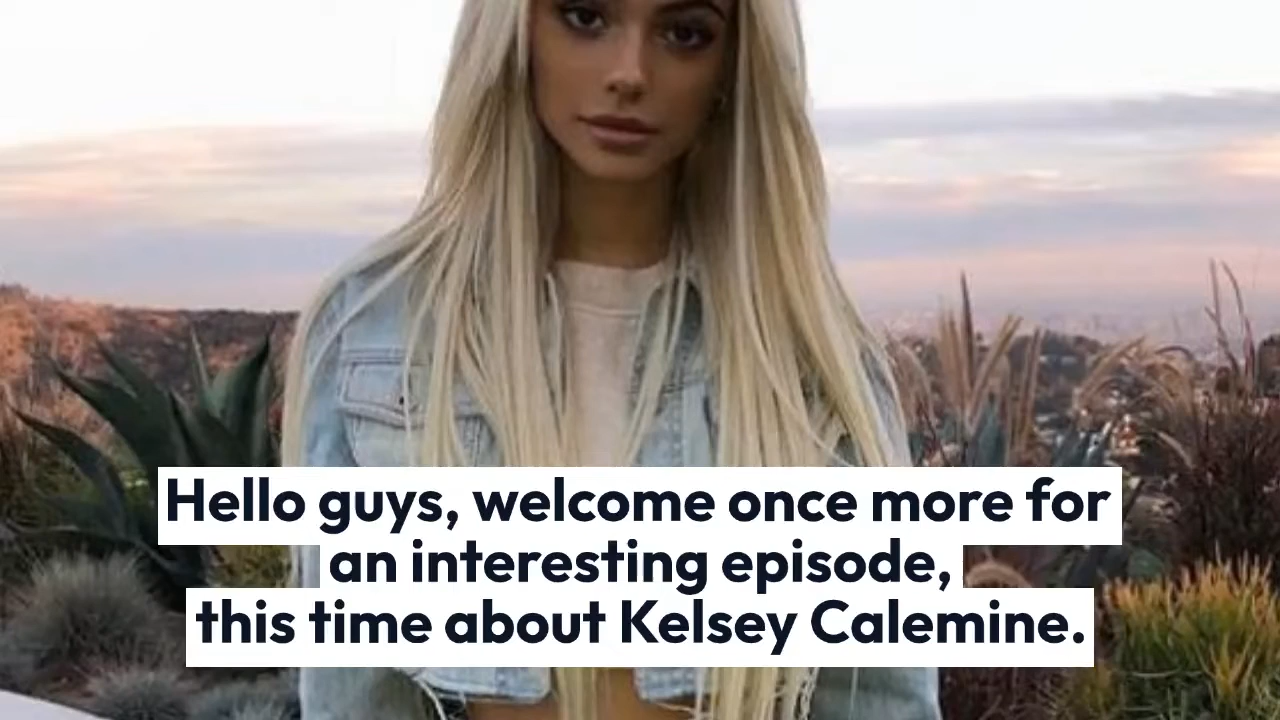 Hello guys, welcome once more for
an interesting episode,
this time about Kelsey Calemine.